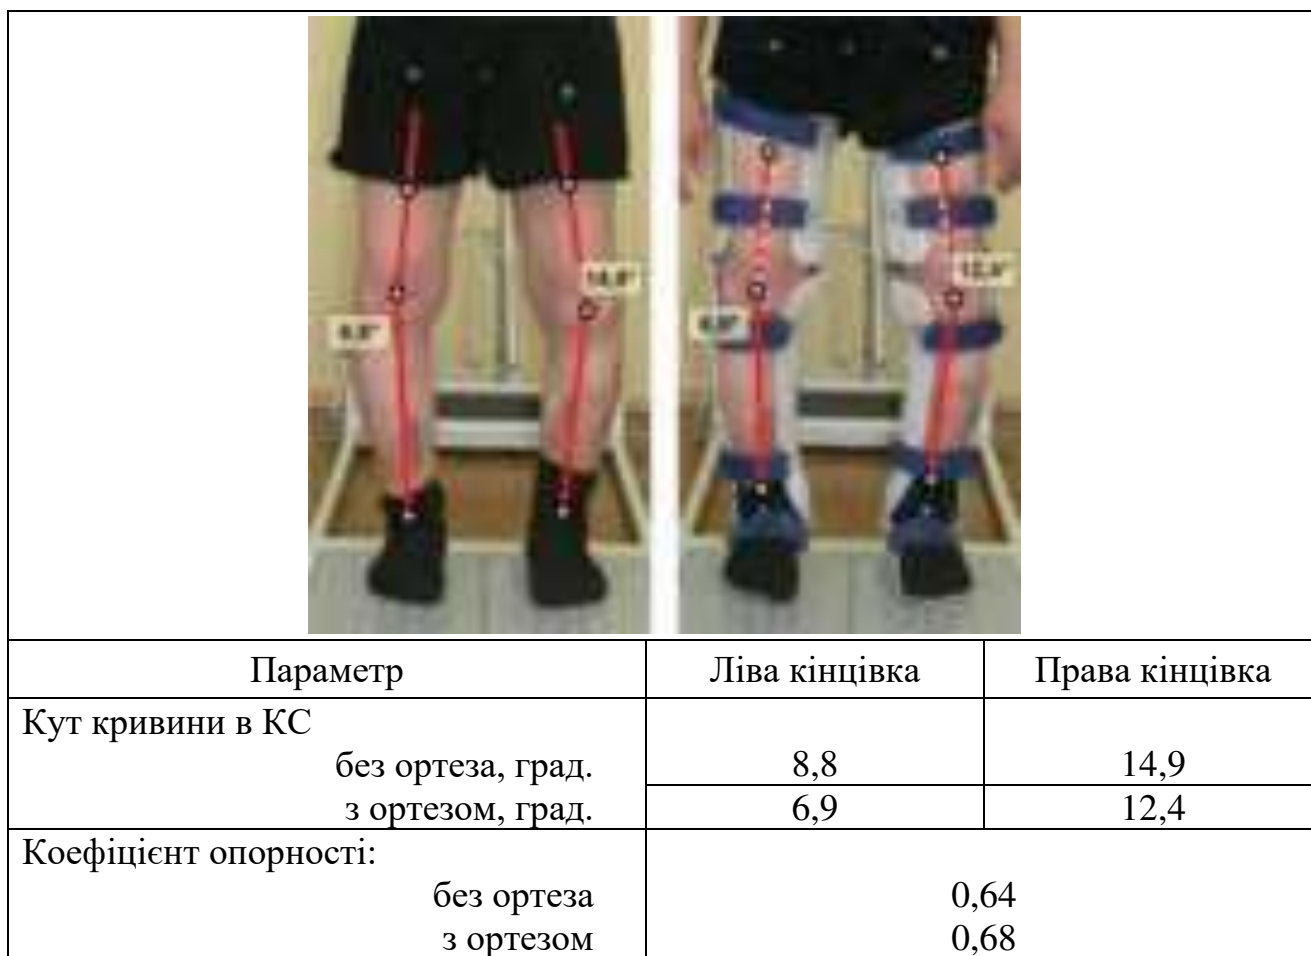 Параметр Ліва кінцівка Права кінцівка
Кут кривини в КС
без ортеза, град. 8,8 14,9
з ортезом, град. 6,9 12,4
Коефіцієнт опорності:
без ортеза 0,64
з ортезом 0,68